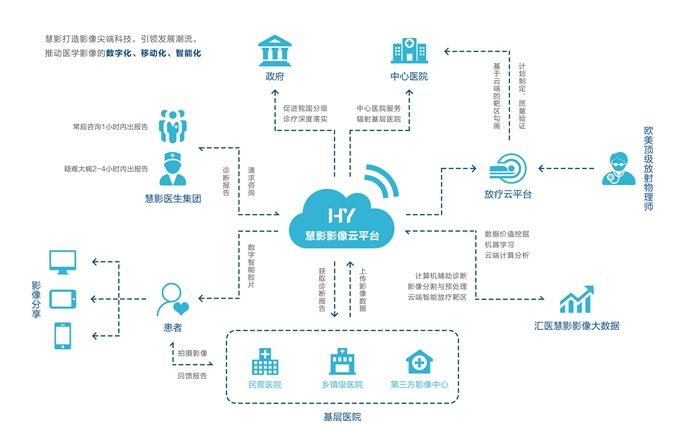 慧影打造影像尖端科技，引领发展潮流，
推动医学影像的数字化、移动化、智能化
政府
中心医院
促进我国分级
诊疗深度落实
中心医院服务
辐射基层医院
基于云端的靶区勾画
计划制定、质量验证
常规咨询1小时内出报告
疑难大病2-4小时内出报告
慧影医生集团
诊断报告
请求咨询
放疗云平台
欧美顶级放射物理师
HY
慧影影像云平台
数据价值挖掘
机器学习
云端计算分析
计算机辅助诊断
影像分割与预处理
云端智能放疗靶区
汇医慧影影像大数据
数字智能胶片
获取诊断报告
上传影像数据
影像分享
患者
拍摄影像
回馈报告
民营医院
乡镇级医院
第三方影像中心
基层医院